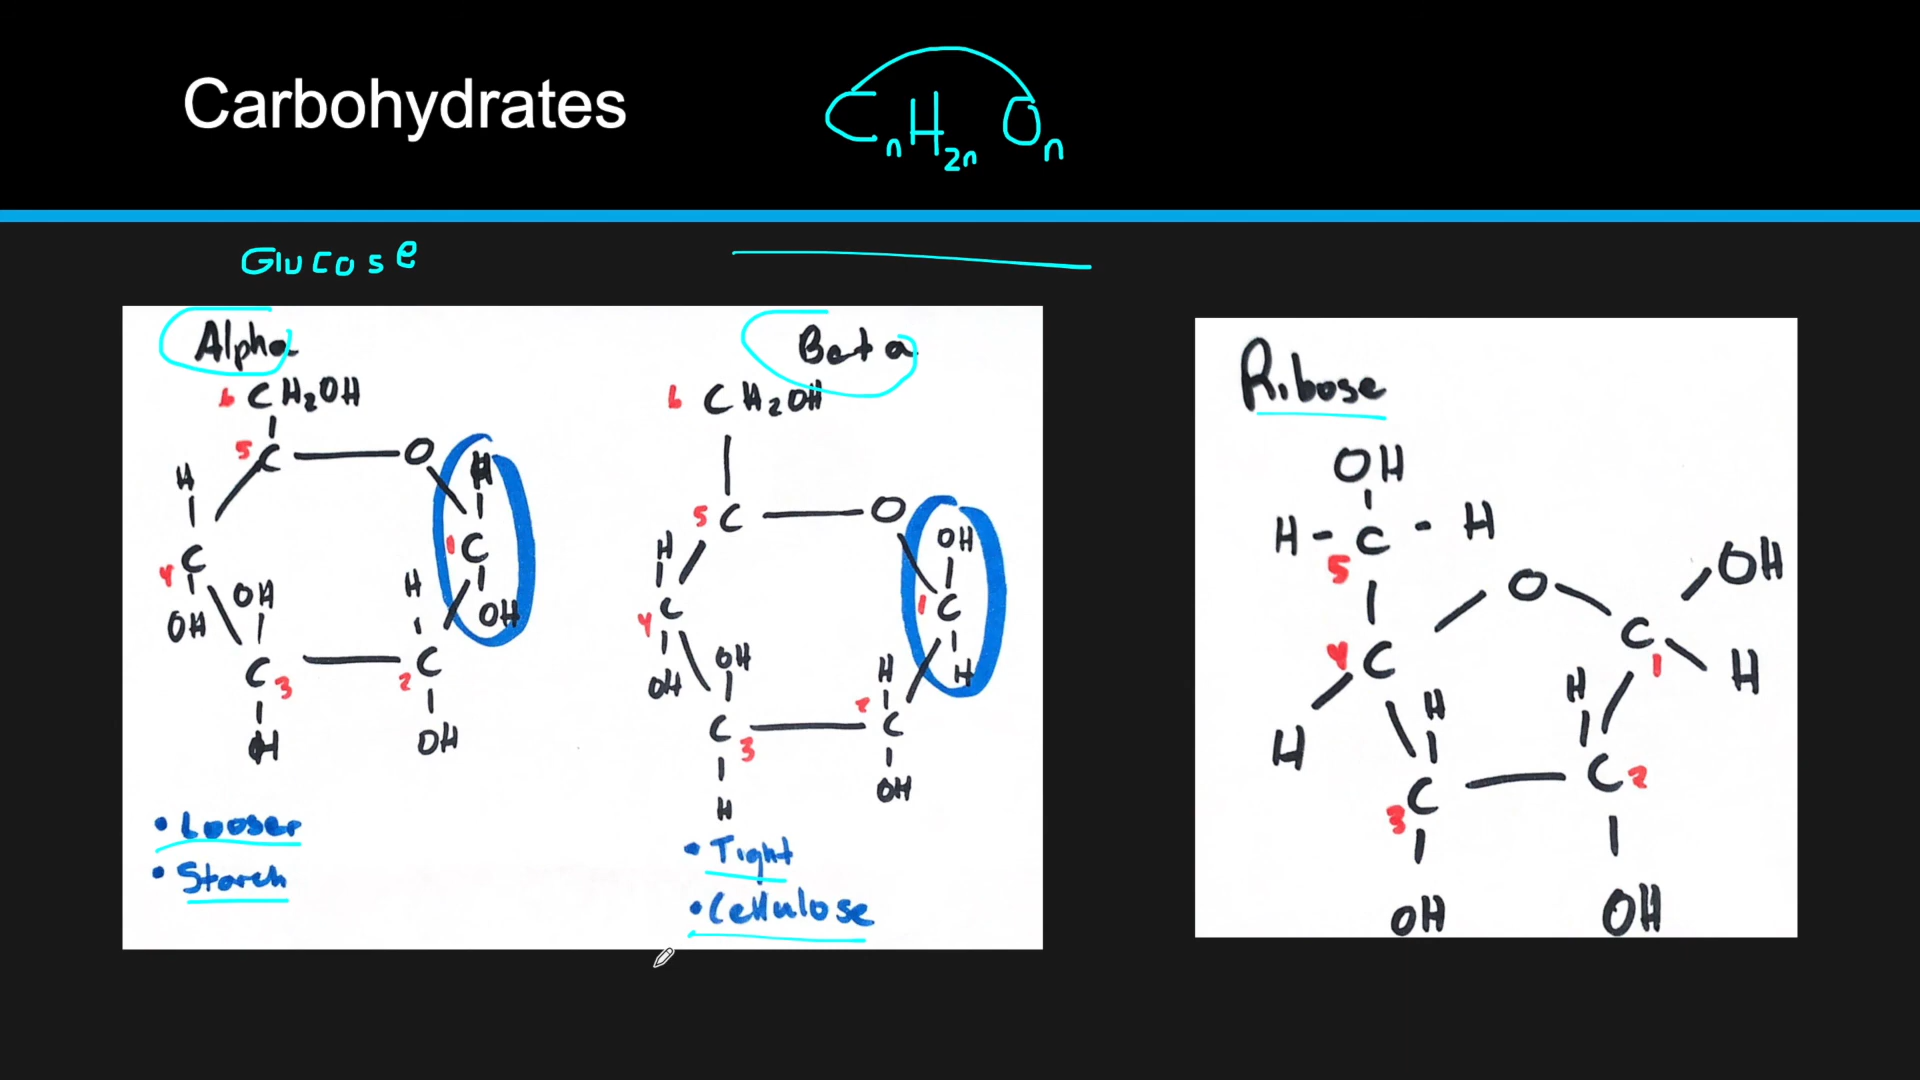 Carbohydrates
CnH2nOn
Glucose
Alpha
6 CH2OH
5 C O H
H
C 1 C
4 OH H
OH OH
C 3 2 C
H OH
• Looser
• Starch
Beta
6 CH2OH
5 C O OH
H
C 1 C
4 OH H H
OH 2
C 3 C
H OH
• Tight
• Cellulose
Ribose
OH
H - C - H
5 O OH
4 C C 1
H H H H
3 C C 2
OH OH